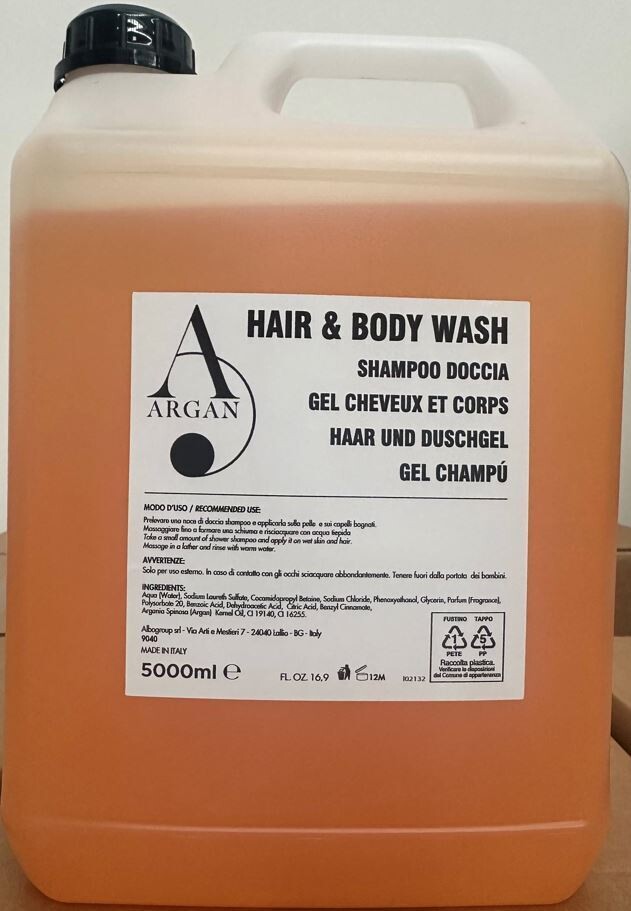 HAIR & BODY WASH
SHAMPOO DOCCIA
GEL CHEVEUX ET CORPS
HAAR UND DUSCHGEL
GEL CHAMPÚ
A
ARGAN
MODO D'USO / RECOMMENDED USE:
Prelevare una noce di doccia shampoo e applicarla sulla pelle e sui capelli bagnati.
Massaggiare fino a formare una schiuma e risciacquare con acqua tiepida
Take a small amount of shower shampoo and apply it on wet skin and hair.
Massage in a lather and rinse with warm water.
AVVERTENZE:
Solo per uso esterno. In caso di contatto con gli occhi sciacquare abbondantemente. Tenere fuori dalla portata dei bambini.
INGREDIENTS:
Aqua (Water), Sodium Laureth Sulfate, Cocamidopropyl Betaine, Sodium Chloride, Phenoxyethanol, Glycerin, Parfum (Fragrance),
Polysorbate 20, Benzoic Acid, Dehydroacetic Acid, Citric Acid, Benzyl Cinnamate,
Argania Spinosa (Argan) Kernel Oil, CI 19140, CI 16255.
Albogroup srl - Via Arti e Mestieri 7 - 24040 Lallio - BG - Italy
9040
MADE IN ITALY
5000ml e
FL. OZ. 16,9
12M
102132
FUSTINO TAPPO
1 5
PETE PP
Raccolta plastica.
Verificare le disposizioni
del Comune di appartenenza